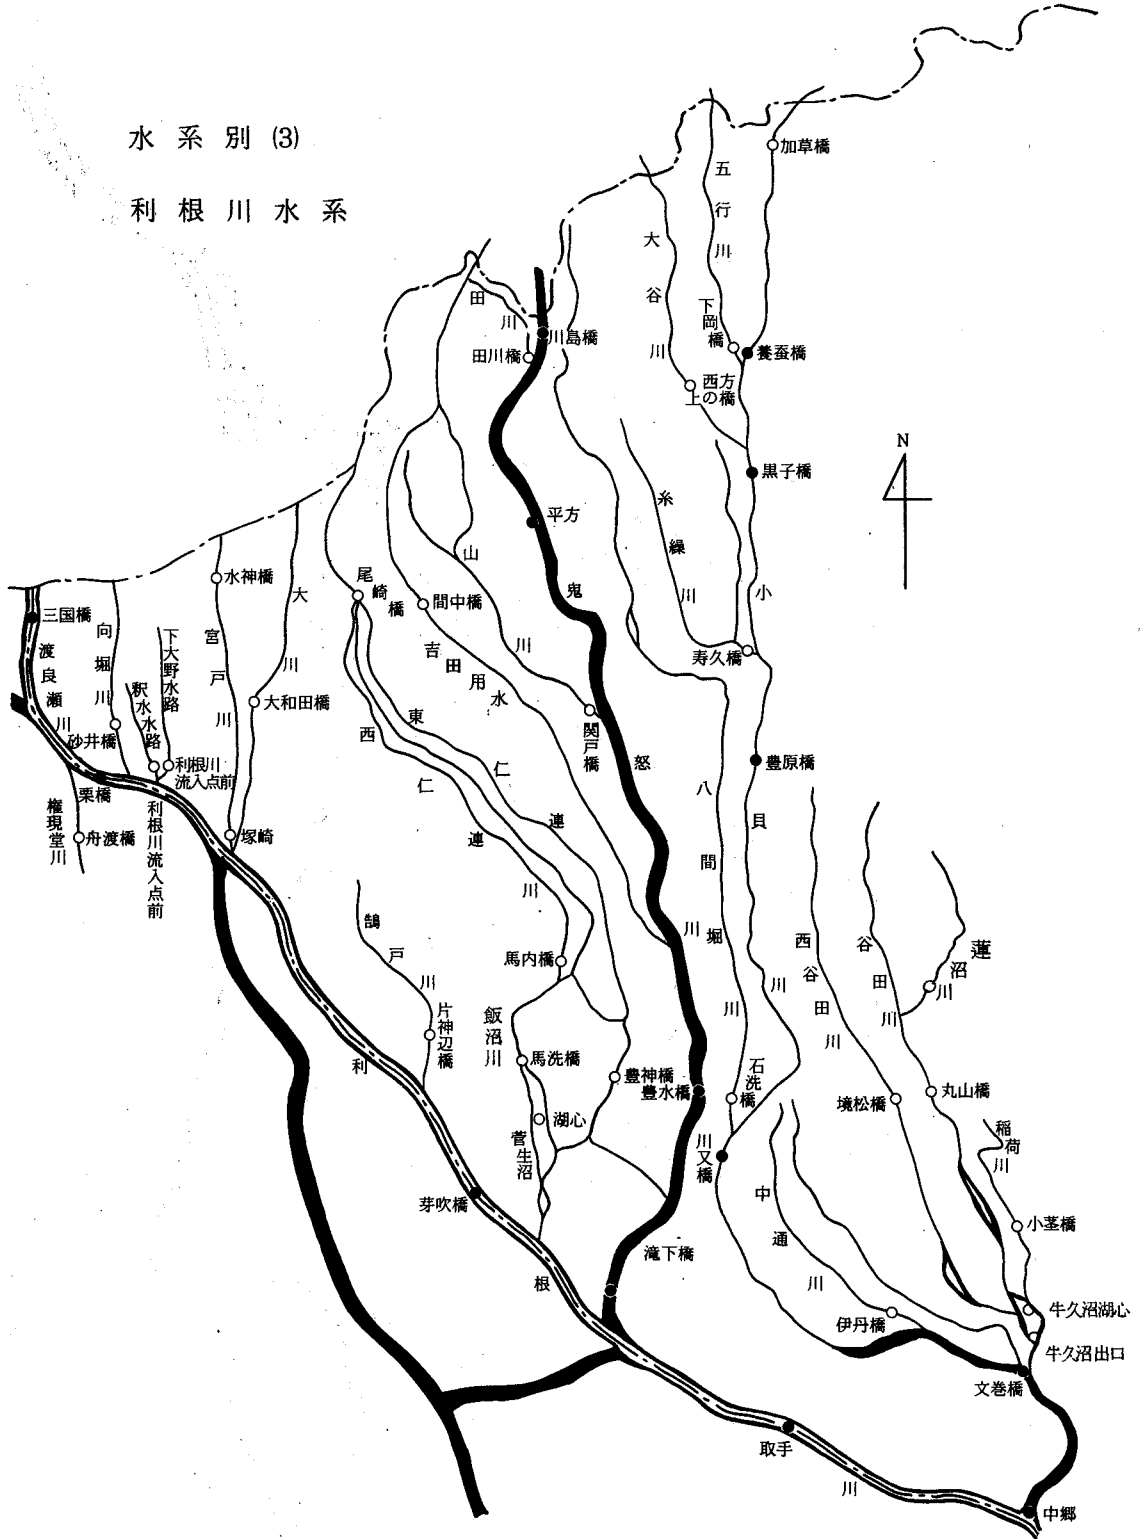 水系別 (3)
利根川水系
加草橋
五行川
大谷川
下岡橋
養蚕橋
西方
上の橋
田川
川島橋
田川橋
N
黒子橋
糸繰川
平方
鬼怒川
小貝川
山川
尾崎橋
間中橋
吉田用水
水神橋
大川
宮戸川
三国橋
渡良瀬川
向堀川
下大野水路
釈水水路
砂井橋
利根川
流入点前
大和田橋
栗橋
権現堂川
舟渡橋
利根川流入点前
塚崎
東仁連川
西仁連川
関戸橋
寿久橋
豊原橋
八間堀川
鵠戸川
片神辺橋
馬内橋
飯沼川
馬洗橋
湖心
菅生沼
豊神橋
豊水橋
石洗橋
川又橋
西谷田川
谷田川
蓮沼川
境松橋
丸山橋
稲荷川
小茎橋
中通川
伊丹橋
牛久沼湖心
牛久沼出口
文巻橋
利根川
芽吹橋
滝下橋
取手
中郷